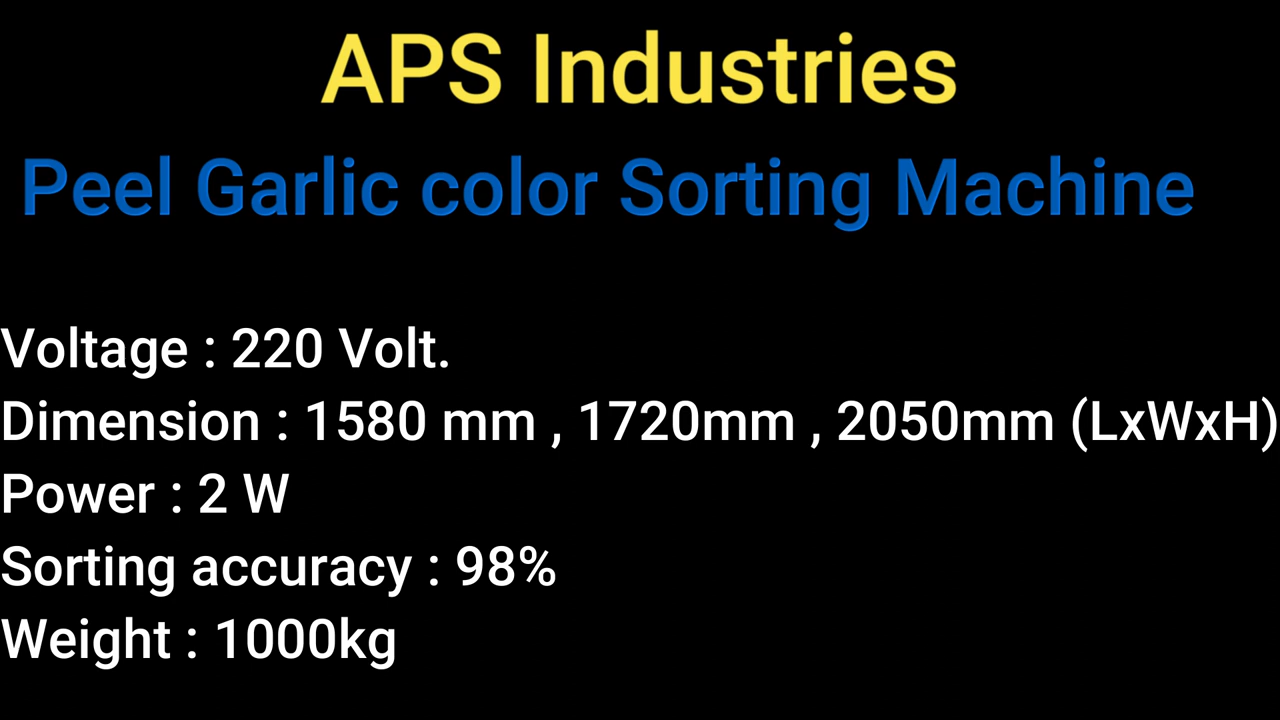 APS Industries
Peel Garlic color Sorting Machine
Voltage : 220 Volt.
Dimension : 1580 mm , 1720mm , 2050mm (LxWxH)
Power : 2 W
Sorting accuracy : 98%
Weight : 1000kg